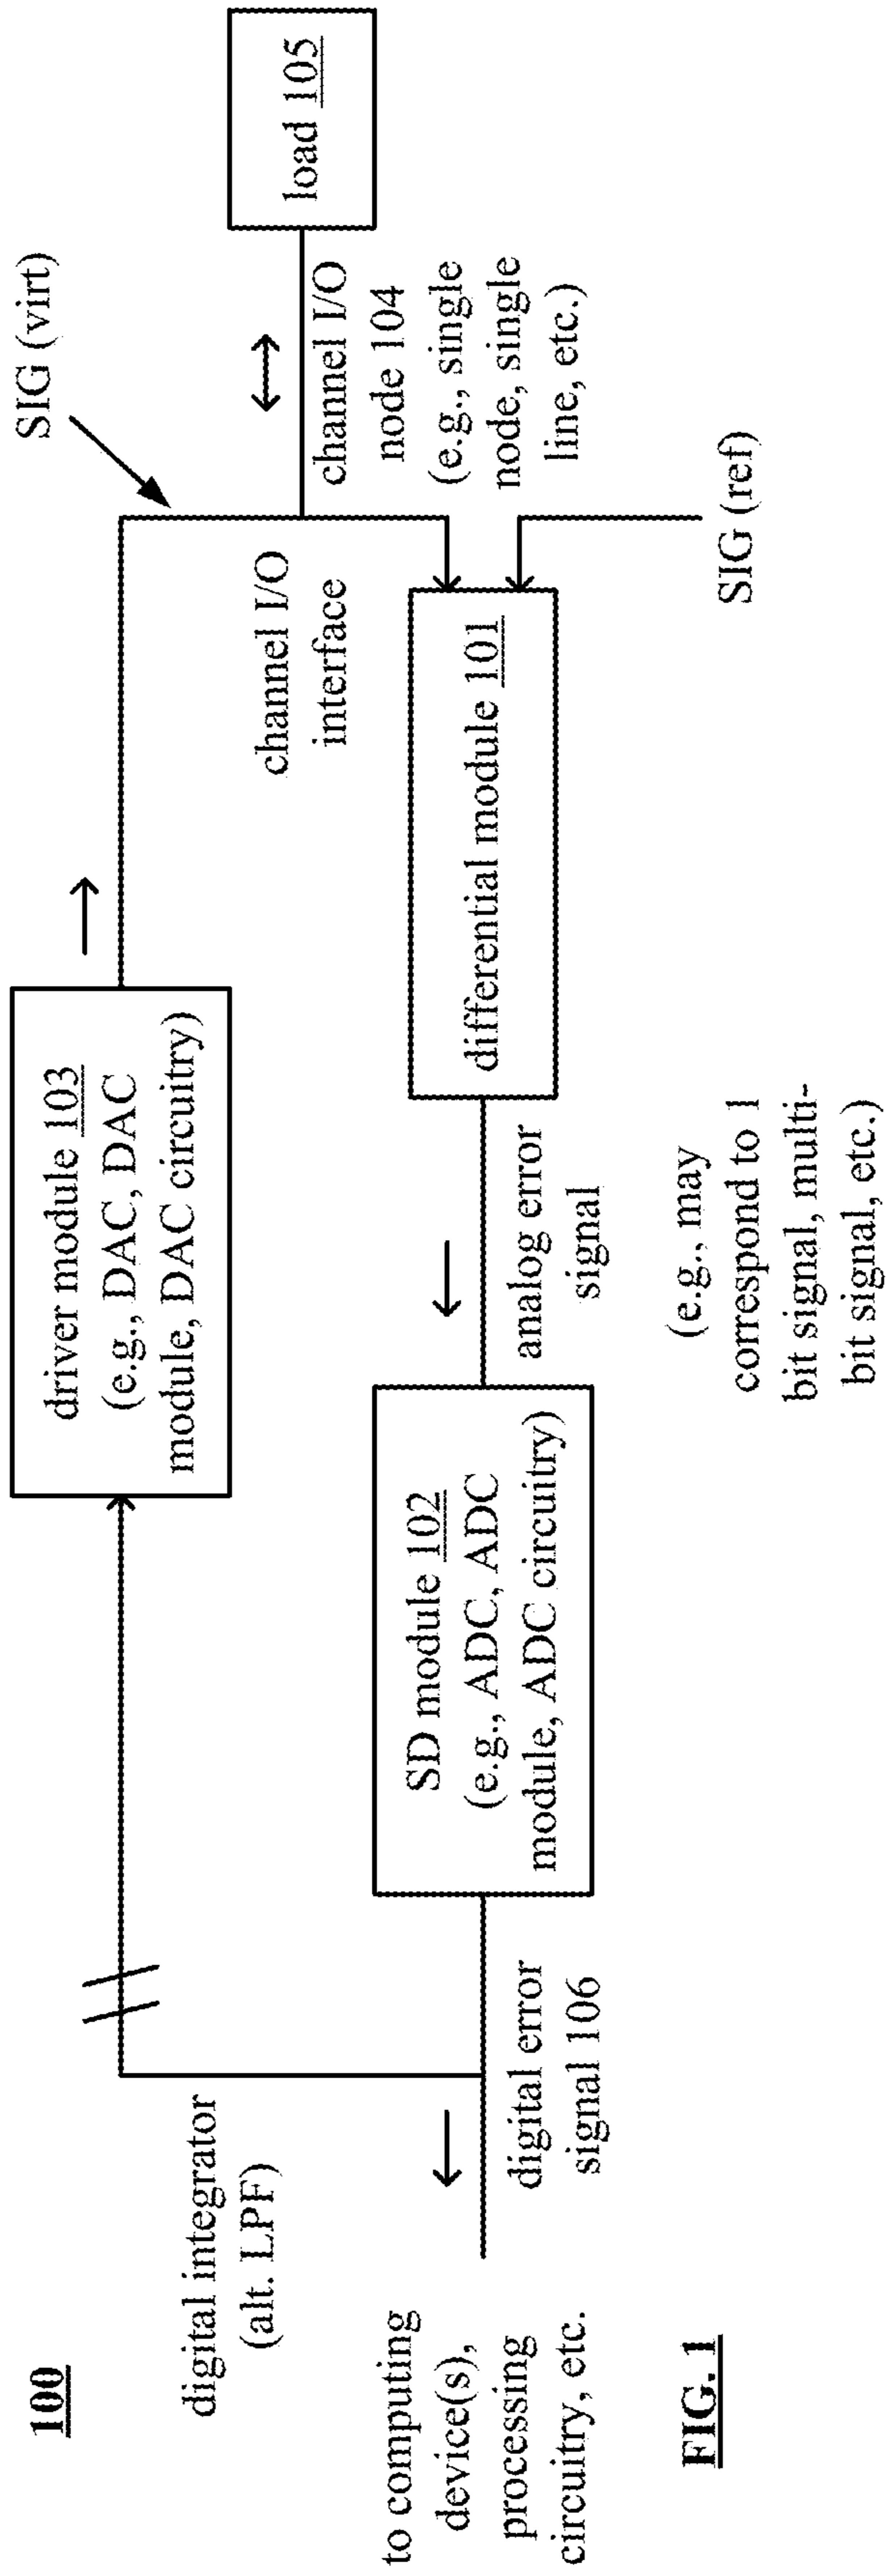 100
digital integrator
(alt. LPF)
driver module 103
(e.g., DAC, DAC
module, DAC circuitry)
SIG (virt)
load 105
channel I/O
interface
channel I/O
node 104
(e.g., single
node, single
line, etc.)
to computing
device(s),
processing
circuitry, etc.
digital error
signal 106
SD module 102
(e.g., ADC, ADC
module, ADC circuitry)
analog error
signal
differential module 101
SIG (ref)
(e.g., may
correspond to 1
bit signal, multi-
bit signal, etc.)
FIG. 1